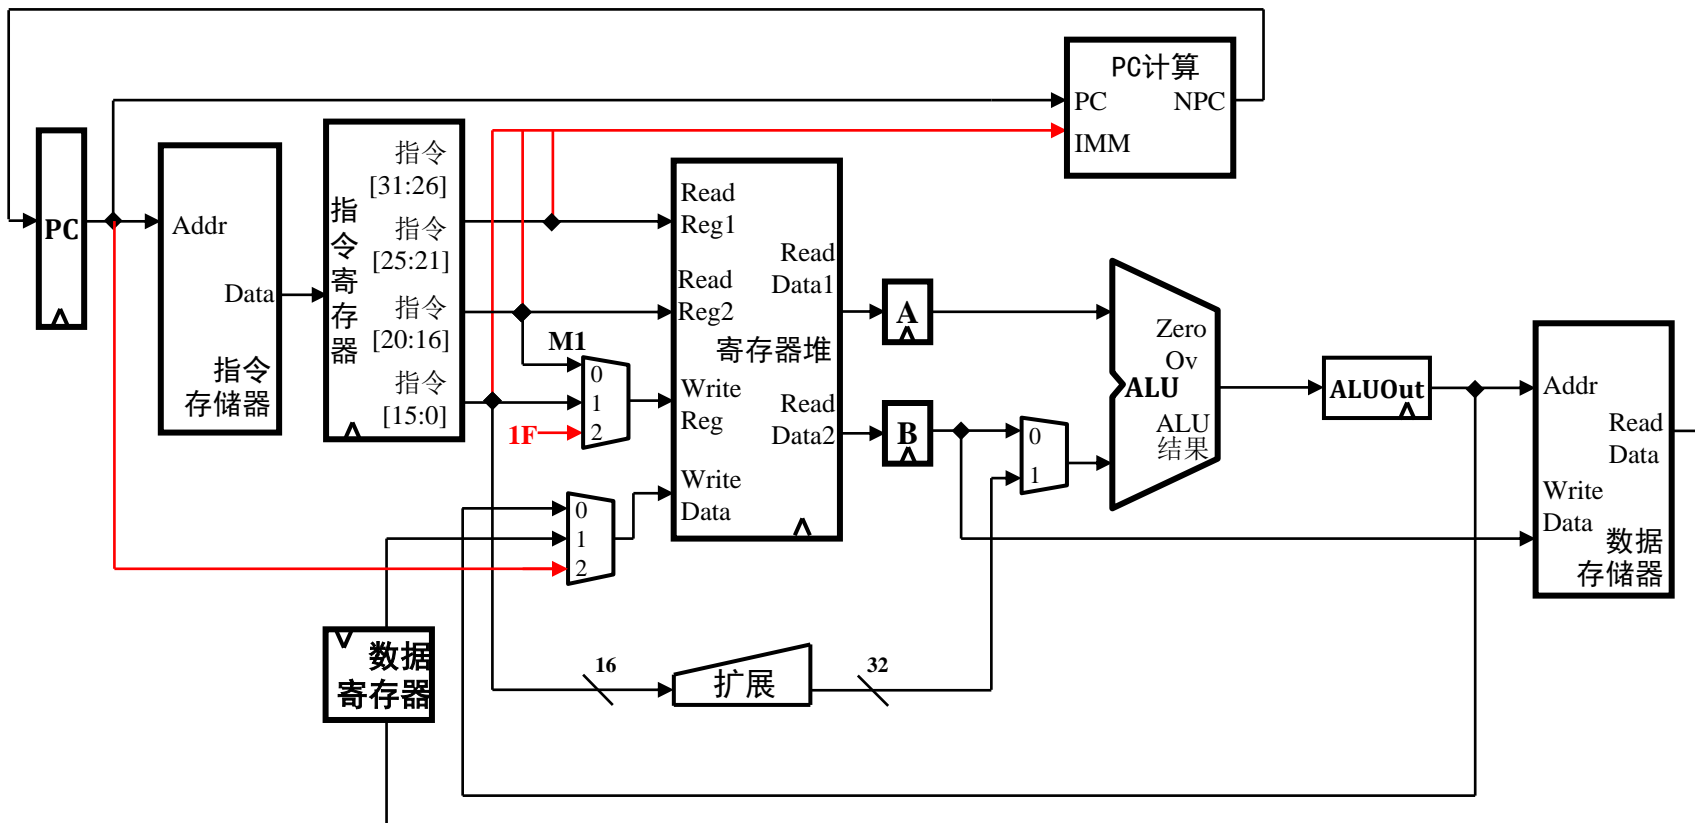 PC计算
PC
NPC
IMM
PC
Addr
Data
指令
存储器
指令寄存器
指令
[31:26]
指令
[25:21]
指令
[20:16]
指令
[15:0]
M1
0
1
2
1F
0
1
2
Read
Reg1
Read
Reg2
Write
Reg
Write
Data
Read
Data1
寄存器堆
Read
Data2
A
B
0
1
Zero
Ov
ALU
ALU
结果
ALUOut
Addr
Read
Data
Write
Data
数据
存储器
数据
寄存器
16
扩展
32